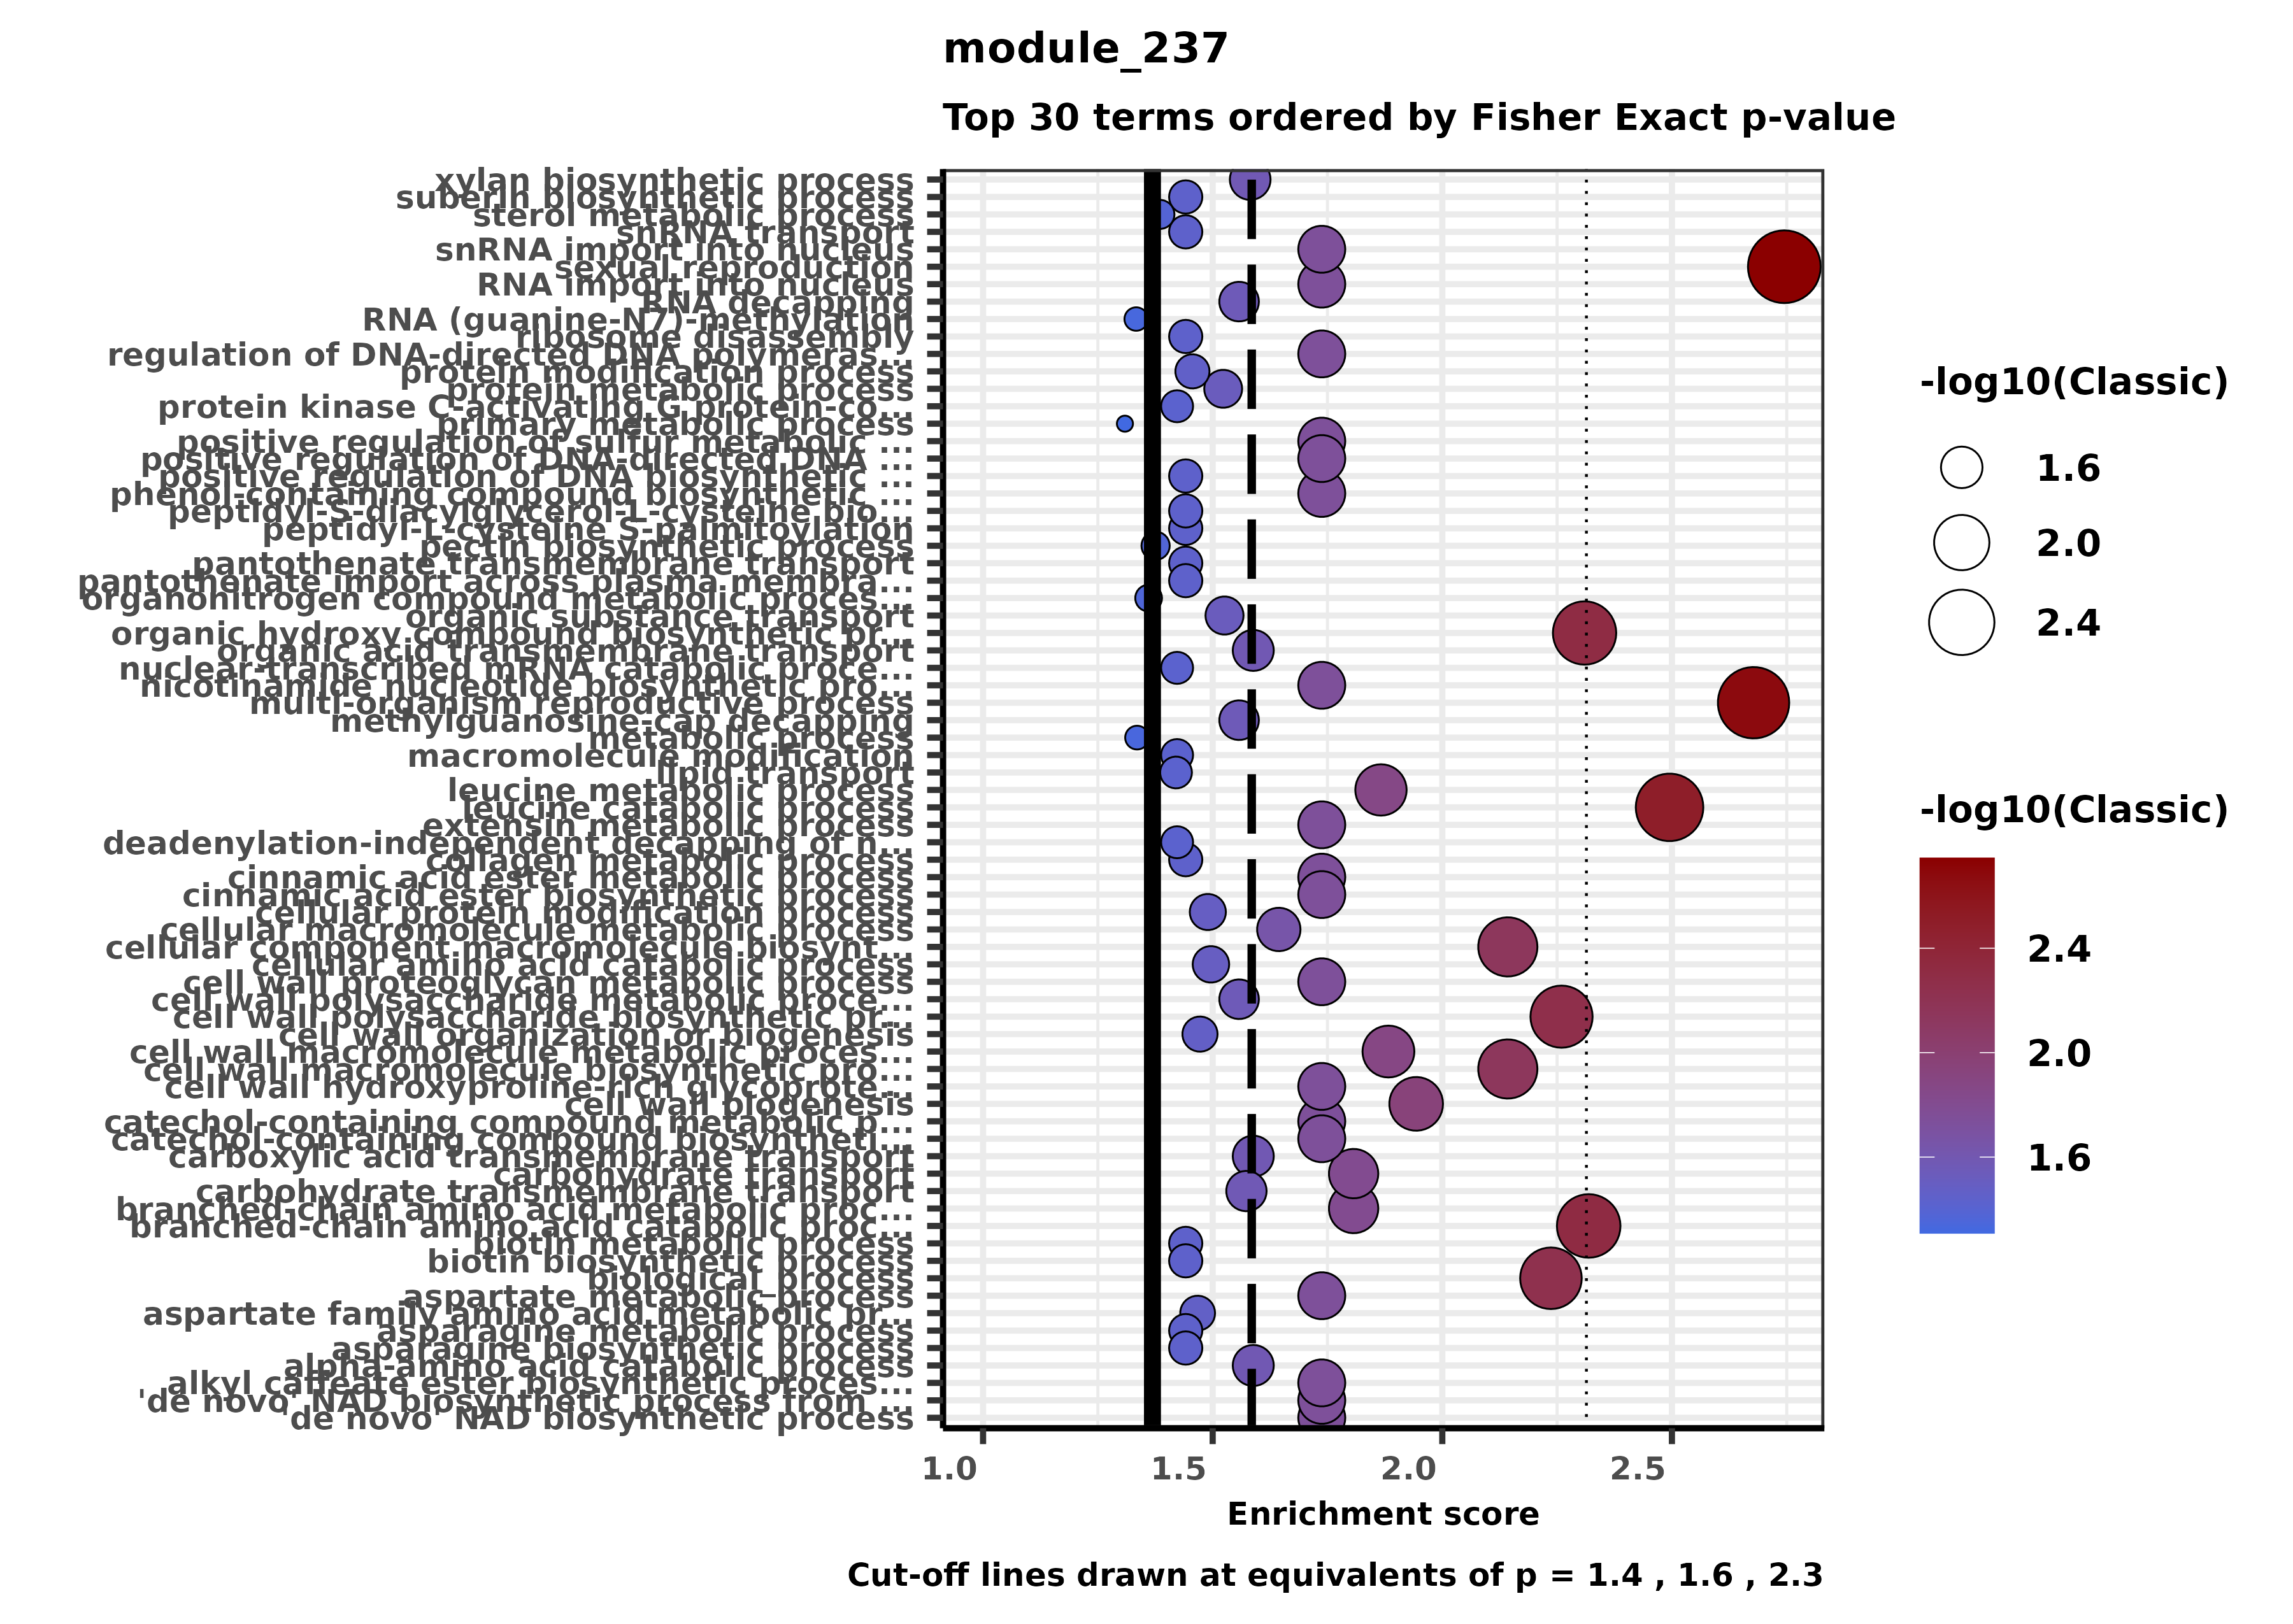 module_237
Top 30 terms ordered by Fisher Exact p-value
xylan biosynthetic process
suberin biosynthetic process
sterol metabolic process
snRNA transport
snRNA import into nucleus
sexual reproduction
RNA import into nucleus
RNA decapping
RNA (guanine-N7)-methylation
ribosome disassembly
regulation of DNA-directed DNA polymeras...
protein modification process
protein metabolic process
protein kinase C-activating G protein-co...
primary metabolic process
positive regulation of sulfur metabolic ...
positive regulation of DNA-directed DNA ...
positive regulation of DNA biosynthetic ...
phenol-containing compound biosynthetic ...
peptidyl-S-diacylglycerol-L-cysteine bio...
peptidyl-L-cysteine S-palmitoylation
pectin biosynthetic process
pantothenate transmembrane transport
pantothenate import across plasma membra...
organonitrogen compound metabolic proces...
organic substance transport
organic hydroxy compound biosynthetic pr...
organic acid transmembrane transport
nuclear-transcribed mRNA catabolic proce...
nicotinamide nucleotide biosynthetic pro...
multi-organism reproductive process
methylguanosine-cap decapping
metabolic process
macromolecule modification
lipid transport
leucine metabolic process
leucine catabolic process
extensin metabolic process
deadenylation-independent decapping of n...
collagen metabolic process
cinnamic acid ester metabolic process
cinnamic acid ester biosynthetic process
cellular protein modification process
cellular macromolecule metabolic process
cellular component macromolecule biosynt...
cellular amino acid catabolic process
cell wall proteoglycan metabolic process
cell wall polysaccharide metabolic proce...
cell wall polysaccharide biosynthetic pr...
cell wall organization or biogenesis
cell wall macromolecule metabolic proces...
cell wall macromolecule biosynthetic pro...
cell wall hydroxyproline-rich glycoprote...
cell wall biogenesis
catechol-containing compound metabolic p...
catechol-containing compound biosyntheti...
carboxylic acid transmembrane transport
carbohydrate transport
carbohydrate transmembrane transport
branched-chain amino acid metabolic proc...
branched-chain amino acid catabolic proc...
biotin metabolic process
biotin biosynthetic process
biological_process
aspartate metabolic process
aspartate family amino acid metabolic pr...
asparagine metabolic process
asparagine biosynthetic process
alpha-amino acid catabolic process
alkyl caffeate ester biosynthetic proces...
'de novo' NAD biosynthetic process from ...
'de novo' NAD biosynthetic process
1.0 1.5 2.0 2.5
Enrichment score
Cut-off lines drawn at equivalents of p = 1.4 , 1.6 , 2.3
-log10(Classic)
1.6
2.0
2.4
-log10(Classic)
2.4
2.0
1.6